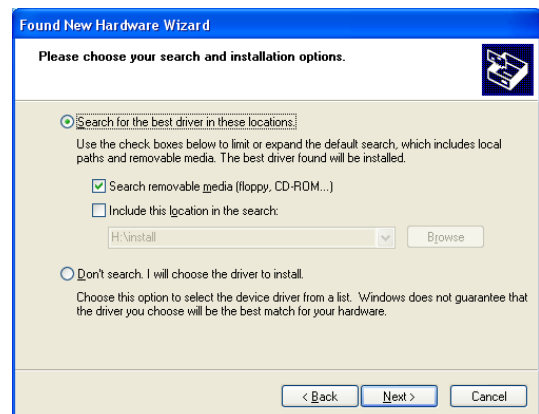 Found New Hardware Wizard
Please choose your search and installation options.
Search for the best driver in these locations.
Use the check boxes below to limit or expand the default search, which includes local
paths and removable media. The best driver found will be installed.
Search removable media (floppy, CD-ROM...)
Include this location in the search:
H:\install
Browse
Don't search. I will choose the driver to install.
Choose this option to select the device driver from a list. Windows does not guarantee that
the driver you choose will be the best match for your hardware.
< Back Next > Cancel